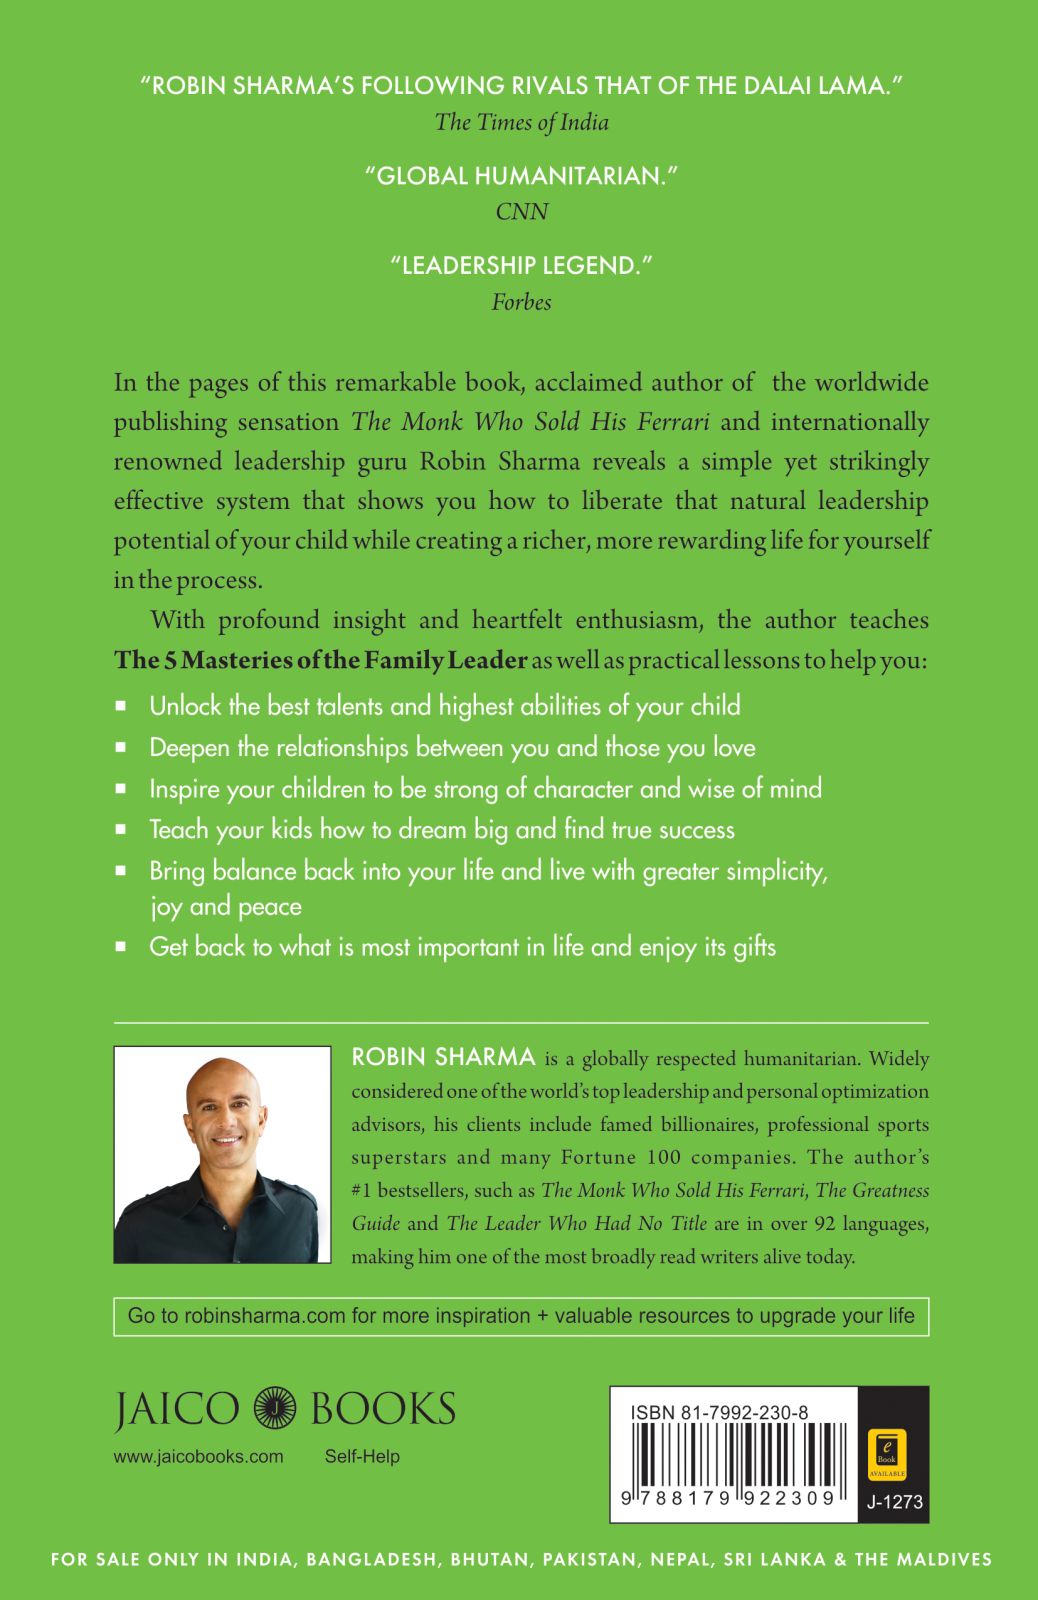 “ROBIN SHARMA’S FOLLOWING RIVALS THAT OF THE DALAI LAMA.”
The Times of India
“GLOBAL HUMANITARIAN.”
CNN
“LEADERSHIP LEGEND.”
Forbes
In the pages of this remarkable book, acclaimed author of the worldwide
publishing sensation The Monk Who Sold His Ferrari and internationally
renowned leadership guru Robin Sharma reveals a simple yet strikingly
effective system that shows you how to liberate that natural leadership
potential of your child while creating a richer, more rewarding life for yourself
in the process.
With profound insight and heartfelt enthusiasm, the author teaches
The 5 Masteries of the Family Leader as well as practical lessons to help you:
▪ Unlock the best talents and highest abilities of your child
▪ Deepen the relationships between you and those you love
▪ Inspire your children to be strong of character and wise of mind
▪ Teach your kids how to dream big and find true success
▪ Bring balance back into your life and live with greater simplicity,
joy and peace
▪ Get back to what is most important in life and enjoy its gifts
ROBIN SHARMA is a globally respected humanitarian. Widely
considered one of the world’s top leadership and personal optimization
advisors, his clients include famed billionaires, professional sports
superstars and many Fortune 100 companies. The author’s
#1 bestsellers, such as The Monk Who Sold His Ferrari, The Greatness
Guide and The Leader Who Had No Title are in over 92 languages,
making him one of the most broadly read writers alive today.
Go to robinsharma.com for more inspiration + valuable resources to upgrade your life
JAICO J BOOKS
www.jaicobooks.com Self-Help
ISBN 81-7992-230-8
9 788179 922309
e
Book
AVAILABLE
J-1273
FOR SALE ONLY IN INDIA, BANGLADESH, BHUTAN, PAKISTAN, NEPAL, SRI LANKA & THE MALDIVES